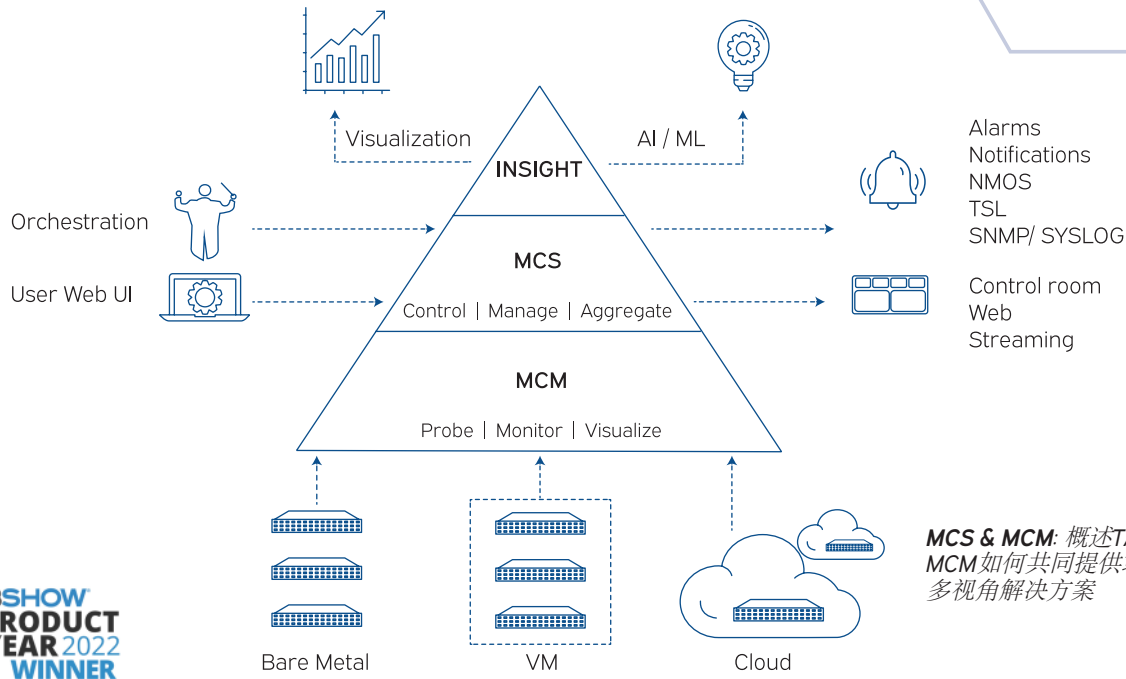 Visualization
AI / ML
INSIGHT
Alarms
Notifications
NMOS
TSL
SNMP/ SYSLOG
Orchestration
User Web UI
MCS
Control | Manage | Aggregate
Control room
Web
Streaming
MCM
Probe | Monitor | Visualize
MCS & MCM: 概述
MCM如何共同提供
多视角解决方案
Bare Metal
VM
Cloud
SHOW
PRODUCT
YEAR 2022
WINNER